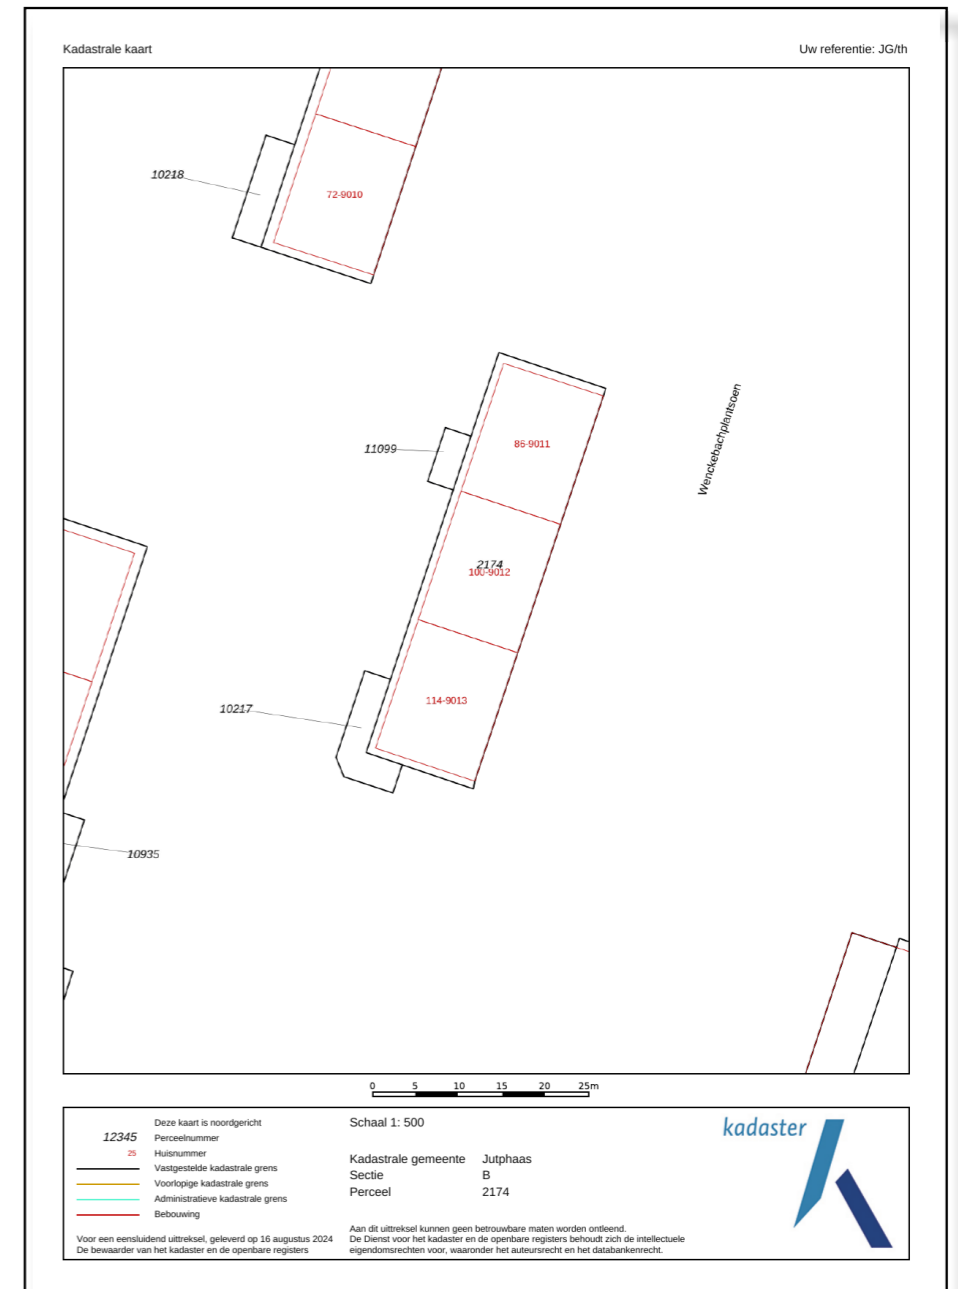 Kadastrale kaart
Uw referentie: JG/th
10218
72-9010
86-9011
11099
Wenckebachplantsoen
2174
100-9012
114-9013
10217
10935
0 5 10 15 20 25m
Deze kaart is noordgericht
12345 Perceelnummer
25 Huisnummer
Vastgestelde kadastrale grens
Voorlopige kadastrale grens
Administratieve kadastrale grens
Bebouwing
Voor een eensluidend uittreksel, geleverd op 16 augustus 2024
De bewaarder van het kadaster en de openbare registers
Schaal 1: 500
Kadastrale gemeente Jutphaas
Sectie B
Perceel 2174
Aan dit uittreksel kunnen geen betrouwbare maten worden ontleend.
De Dienst voor het kadaster en de openbare registers behoudt zich de intellectuele
eigendomsrechten voor, waaronder het auteursrecht en het databankenrecht.
kadaster